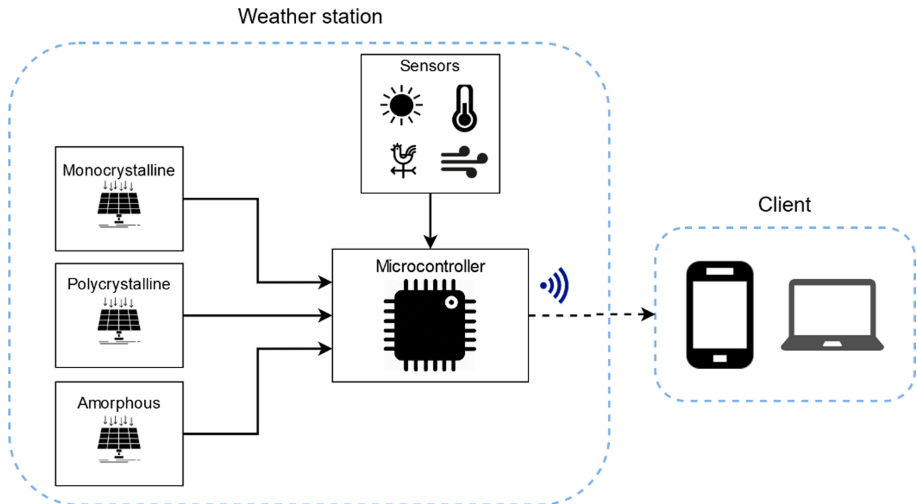 Weather station
Sensors
Monocrystalline
Client
Polycrystalline
Microcontroller
Amorphous